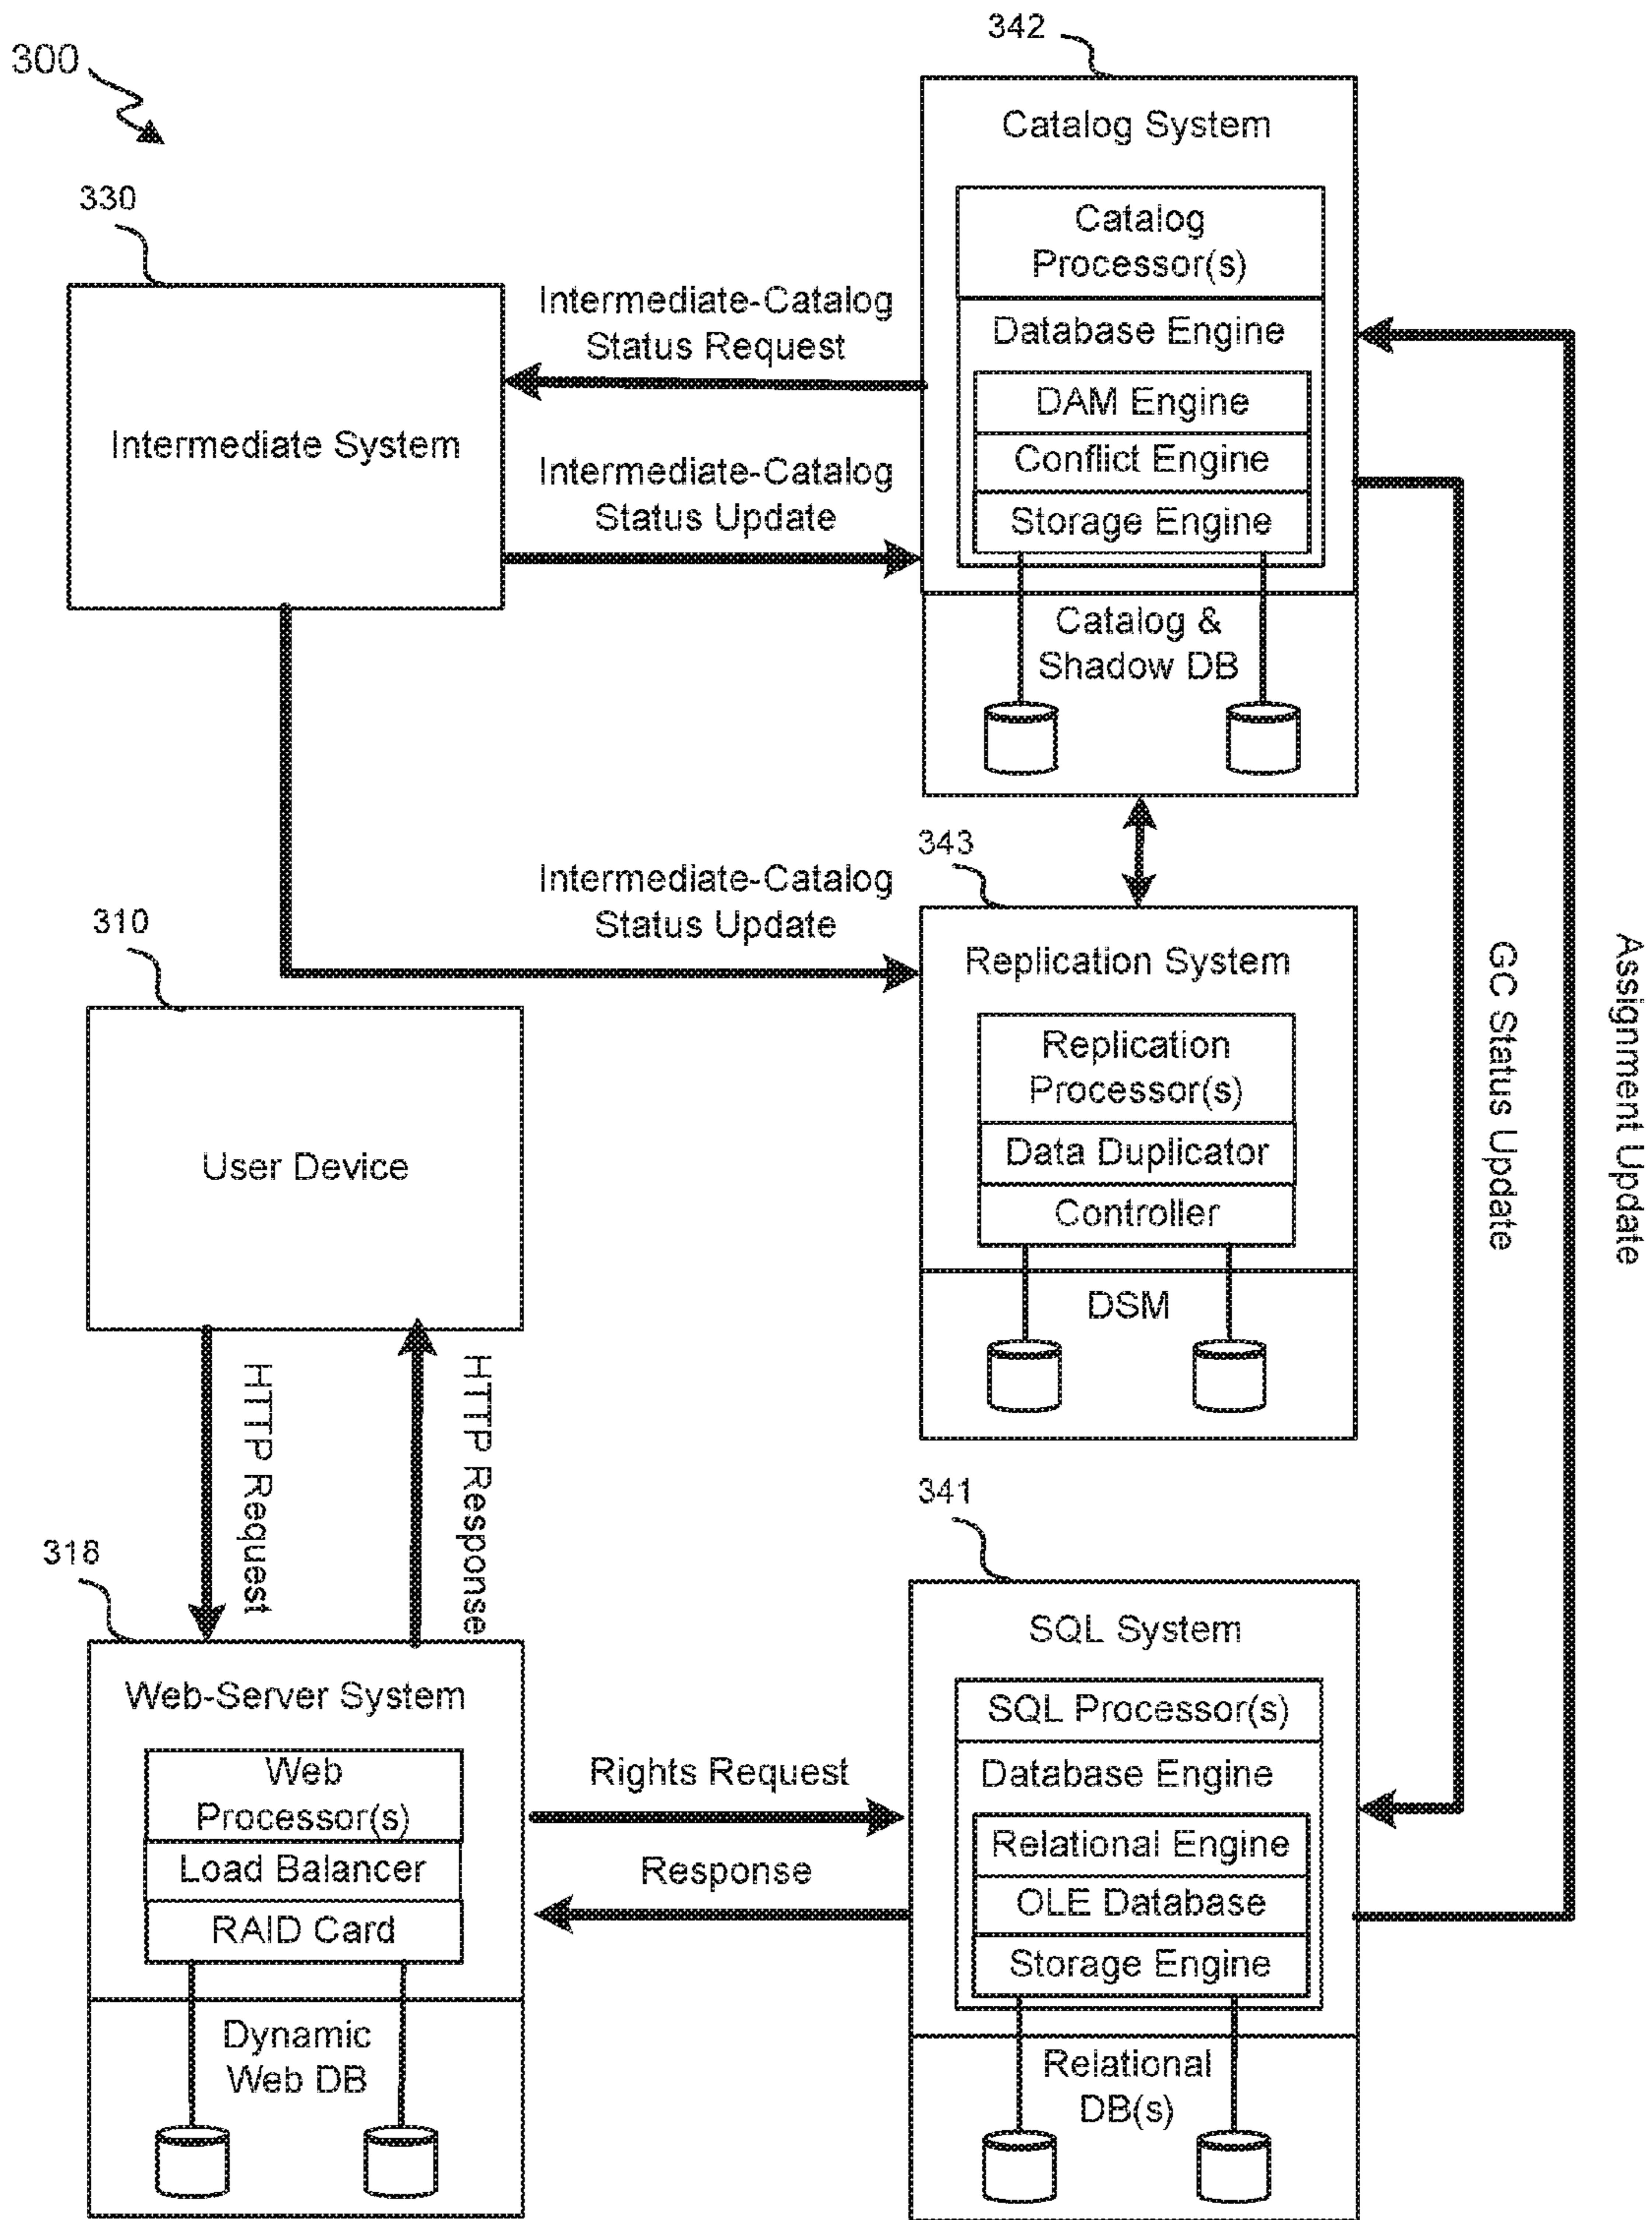 300
342
Catalog System
Catalog
Processor(s)
Database Engine
DAM Engine
Conflict Engine
Storage Engine
Catalog &
Shadow DB
330
Intermediate System
Intermediate-Catalog
Status Request
Intermediate-Catalog
Status Update
Intermediate-Catalog
Status Update
343
Replication System
Replication
Processor(s)
Data Duplicator
Controller
DSM
GC Status Update
Assignment Update
310
User Device
HTTP Request
HTTP Response
318
Web-Server System
Web
Processor(s)
Load Balancer
RAID Card
Dynamic
Web DB
Rights Request
Response
341
SQL System
SQL Processor(s)
Database Engine
Relational Engine
OLE Database
Storage Engine
Relational
DB(s)